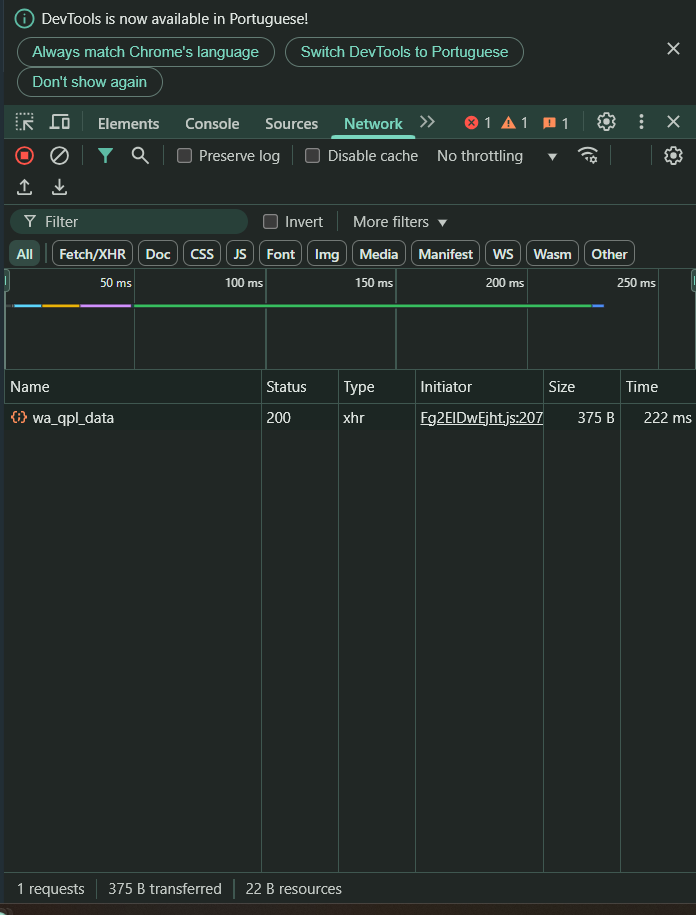 DevTools is now available in Portuguese!
Always match Chrome's language
Switch DevTools to Portuguese
Don't show again
Elements Console Sources Network 1 1 1
Preserve log Disable cache No throttling
Filter Invert More filters
All Fetch/XHR Doc CSS JS Font Img Media Manifest WS Wasm Other
50 ms 100 ms 150 ms 200 ms 250 ms
Name Status Type Initiator Size Time
wa_qpl_data 200 xhr Fg2ElDwEjht.js:207 375 B 222 ms
1 requests 375 B transferred 22 B resources